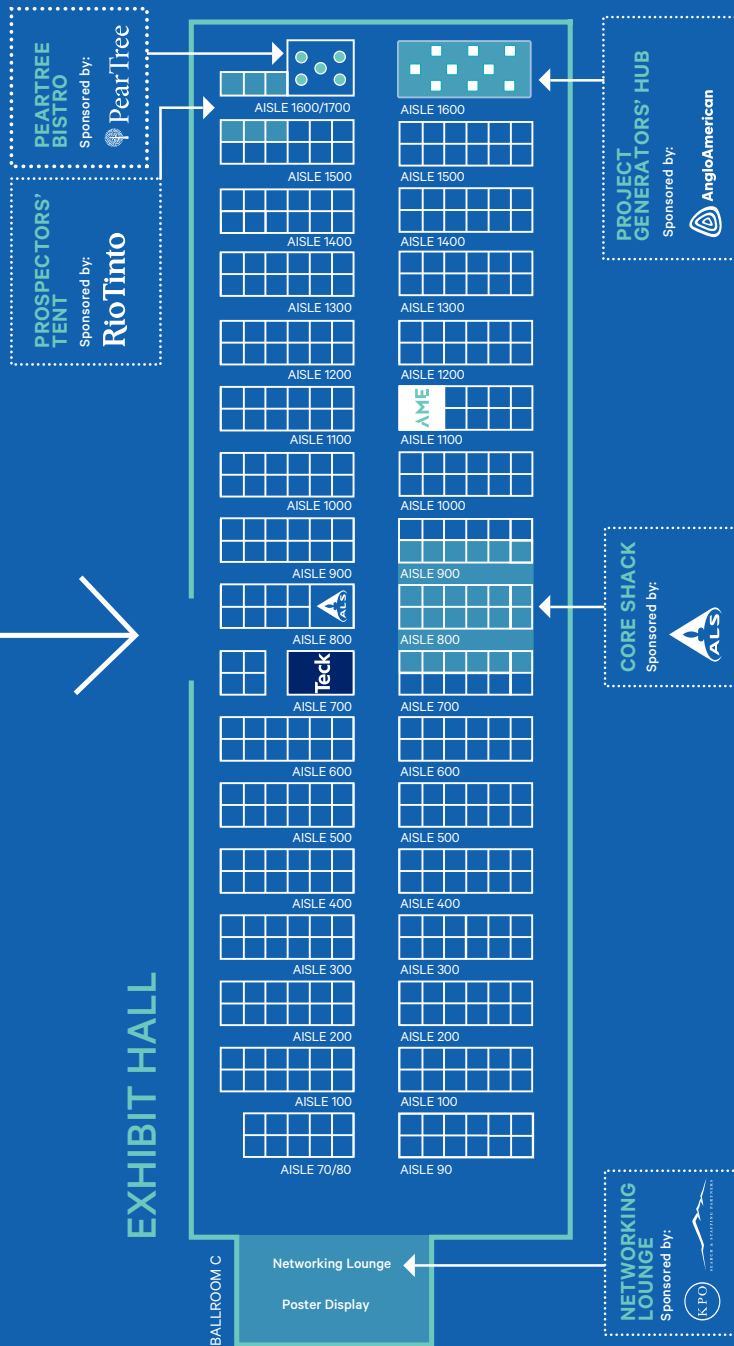 PEARTREE
BISTRO
Sponsored by:
PearTree
PROSPECTORS'
TENT
Sponsored by:
RioTinto
PROJECT
GENERATORS' HUB
Sponsored by:
AngloAmerican
AISLE 1600/1700
AISLE 1600
AISLE 1500
AISLE 1500
AISLE 1400
AISLE 1400
AISLE 1300
AISLE 1300
AISLE 1200
AISLE 1200
AME
AISLE 1100
AISLE 1100
AISLE 1000
AISLE 1000
AISLE 900
AISLE 900
ALS
AISLE 800
AISLE 800
CORE SHACK
Sponsored by:
ALS
Teck
AISLE 700
AISLE 700
AISLE 600
AISLE 600
AISLE 500
AISLE 500
AISLE 400
AISLE 400
AISLE 300
AISLE 300
AISLE 200
AISLE 200
AISLE 100
AISLE 100
AISLE 70/80
AISLE 90
EXHIBIT HALL
BALLROOM C
Networking Lounge
Poster Display
NETWORKING
LOUNGE
Sponsored by:
KPO
SEARCH & STAFFING PARTNERS